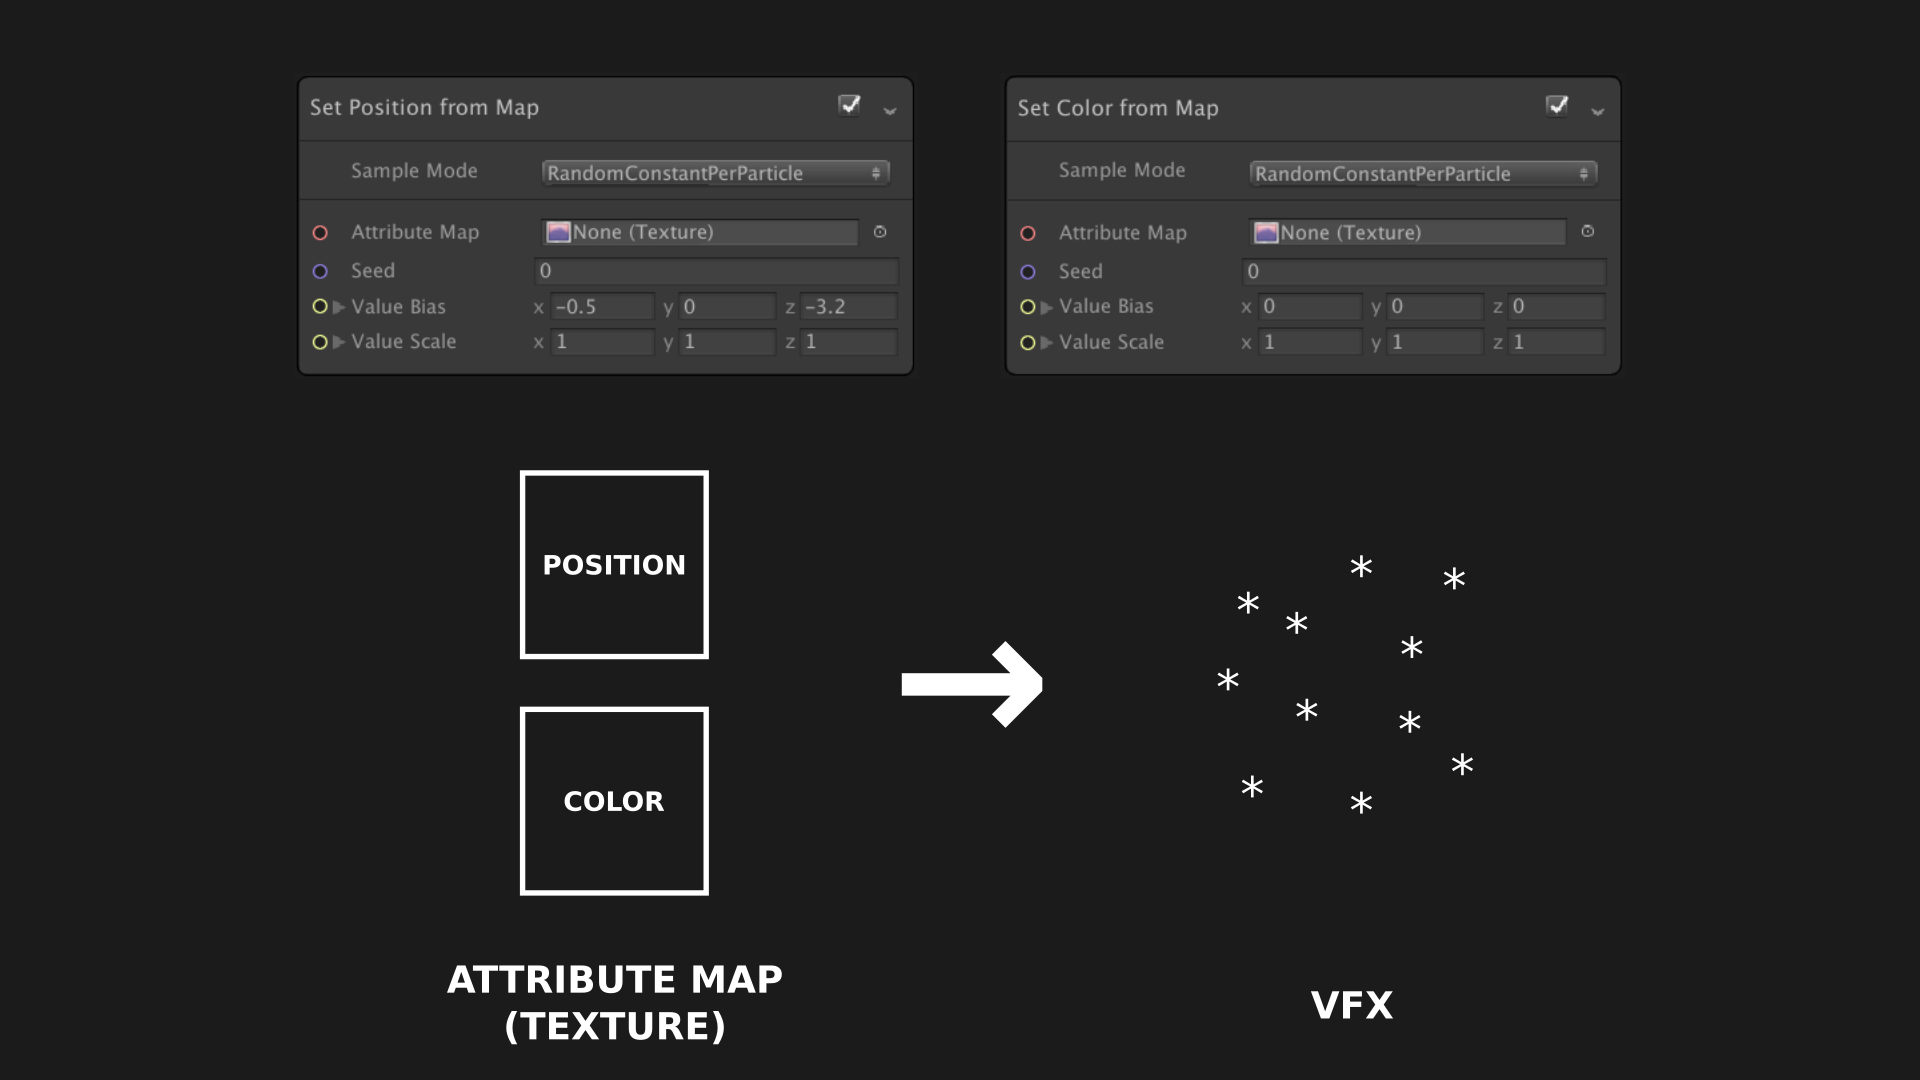 Set Position from Map
Sample Mode RandomConstantPerParticle
Attribute Map None (Texture)
Seed 0
Value Bias x -0.5 y 0 z -3.2
Value Scale x 1 y 1 z 1
Set Color from Map
Sample Mode RandomConstantPerParticle
Attribute Map None (Texture)
Seed 0
Value Bias x 0 y 0 z 0
Value Scale x 1 y 1 z 1
POSITION
COLOR
ATTRIBUTE MAP
(TEXTURE)
VFX